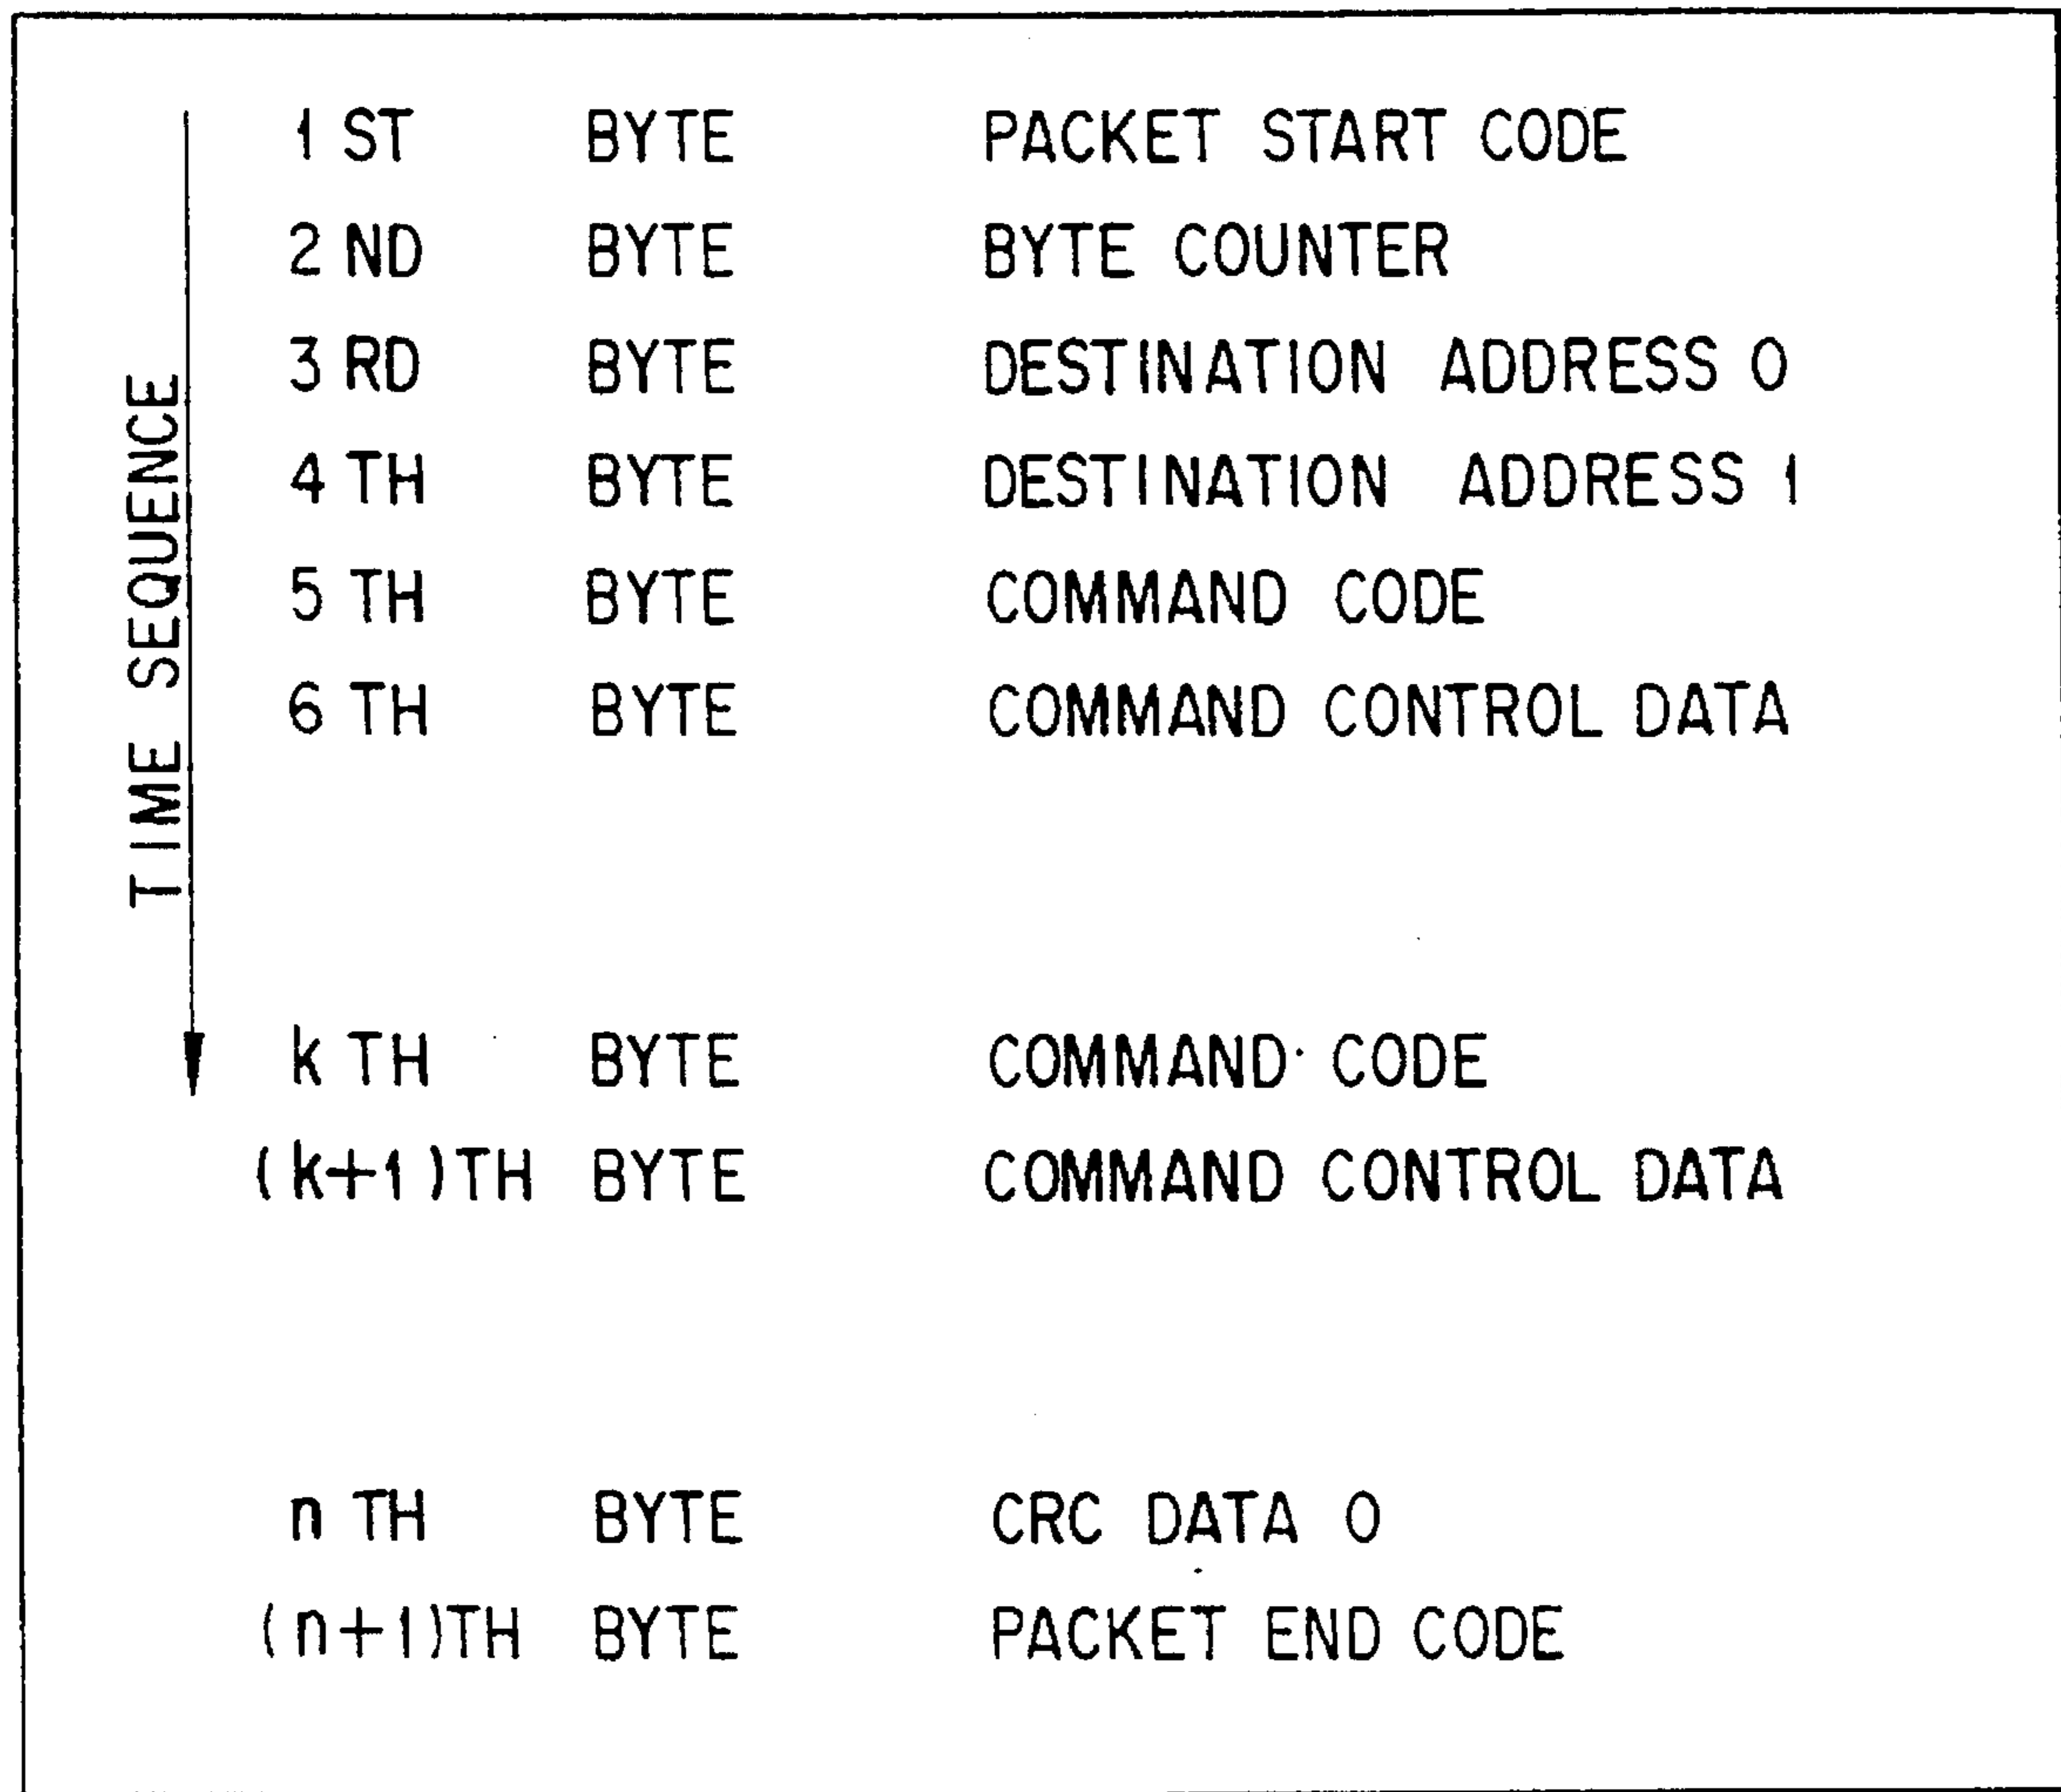 TIME SEQUENCE
1 ST BYTE PACKET START CODE
2 ND BYTE BYTE COUNTER
3 RD BYTE DESTINATION ADDRESS 0
4 TH BYTE DESTINATION ADDRESS 1
5 TH BYTE COMMAND CODE
6 TH BYTE COMMAND CONTROL DATA
k TH BYTE COMMAND CODE
(k+1)TH BYTE COMMAND CONTROL DATA
n TH BYTE CRC DATA 0
(n+1)TH BYTE PACKET END CODE